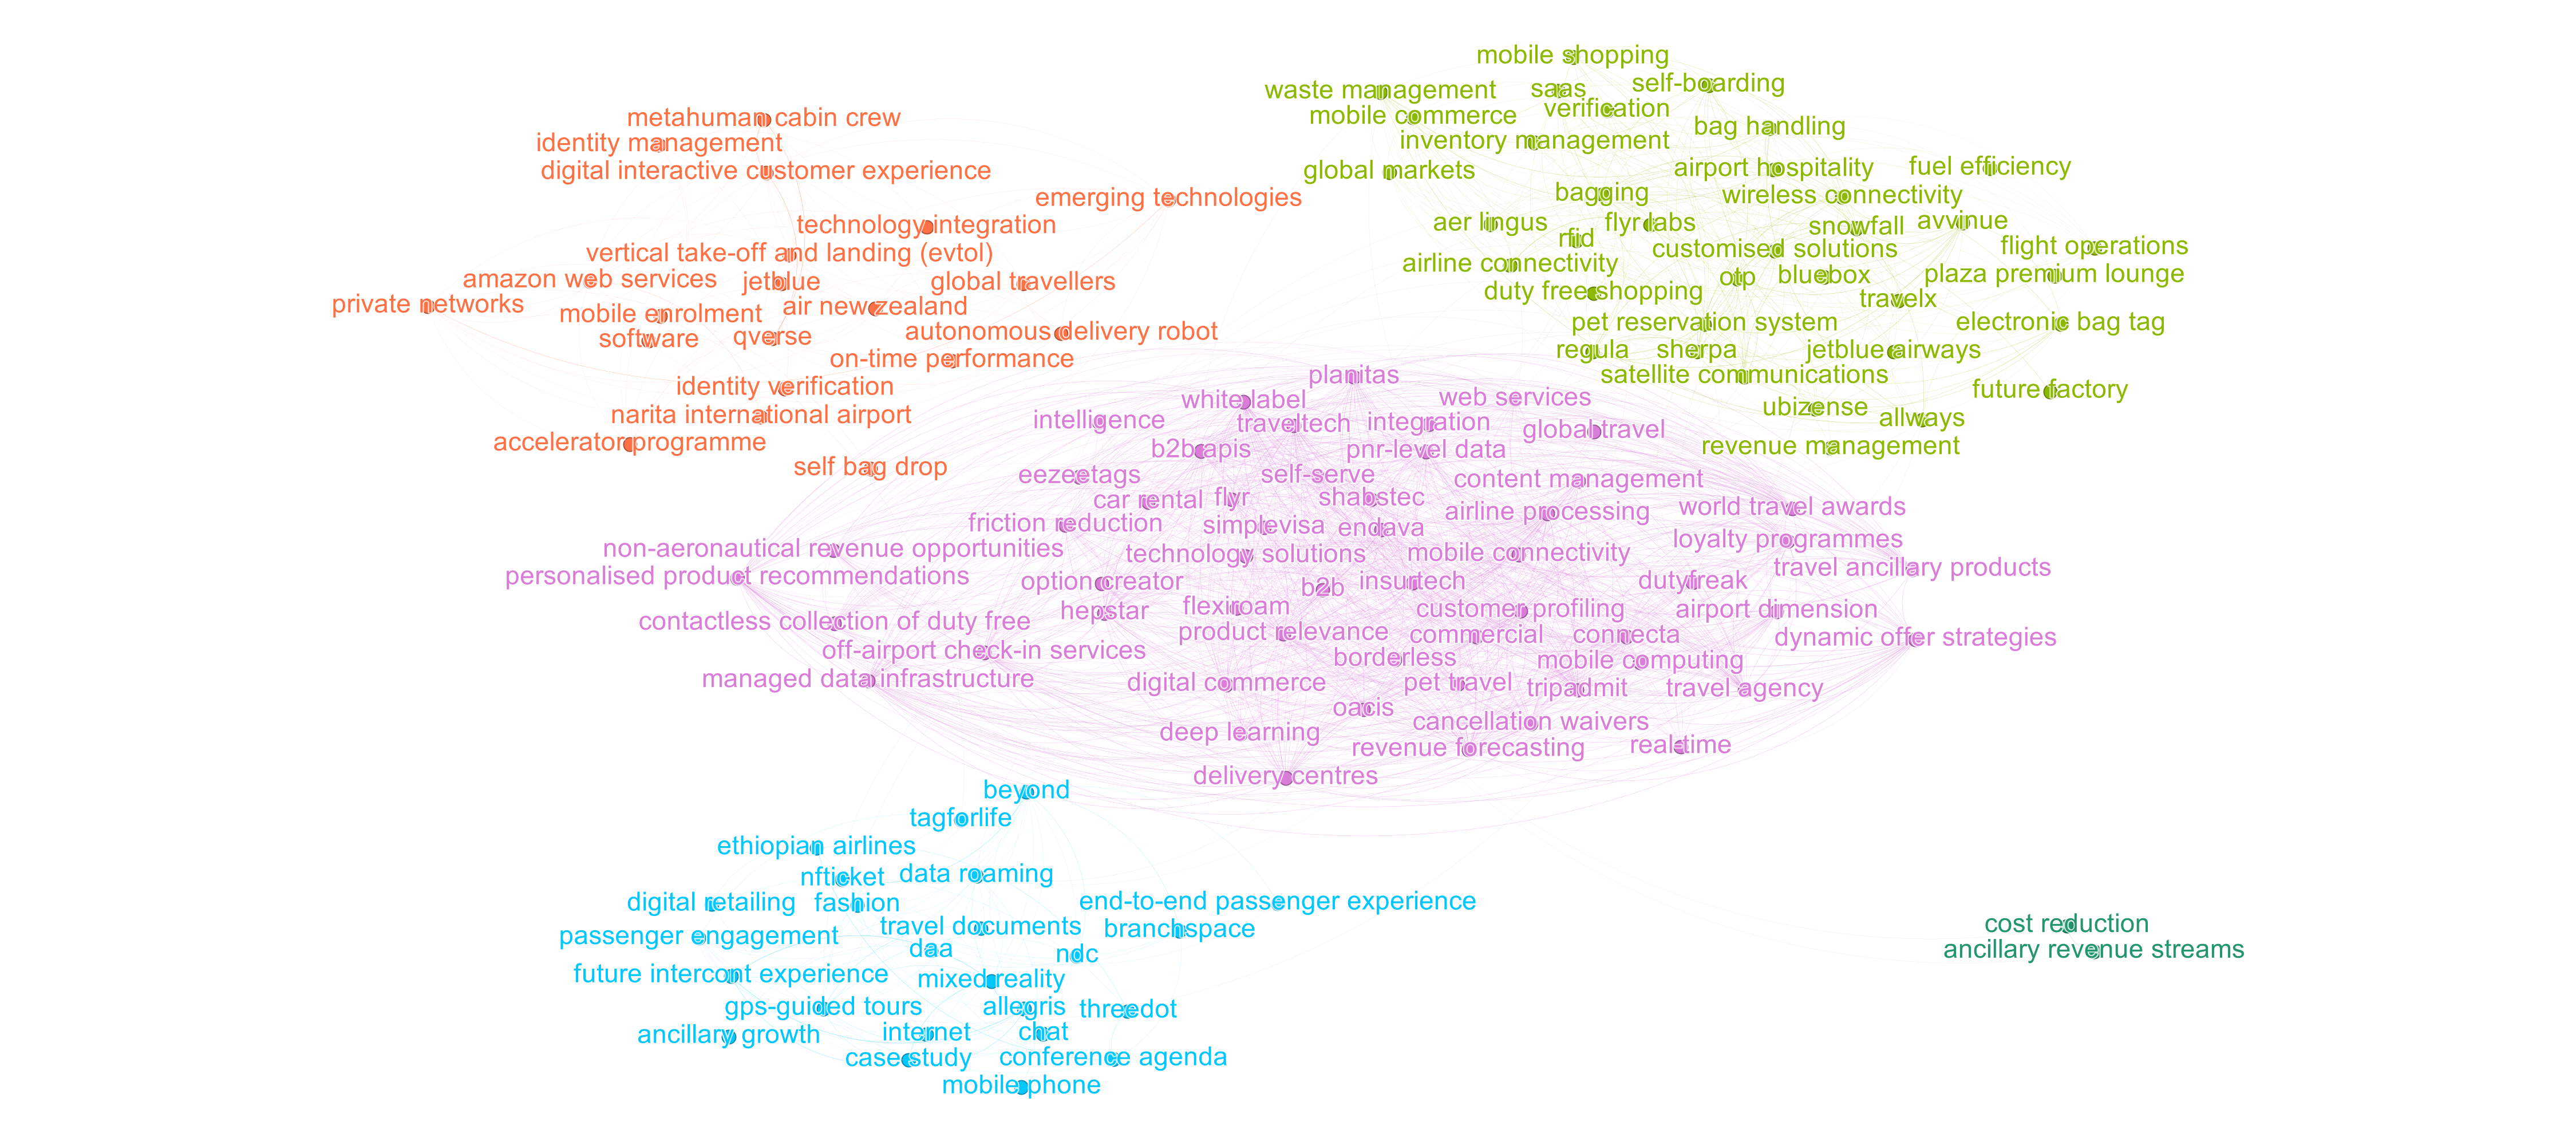 metahuman cabin crew
identity management
digital interactive customer experience
emerging technologies
technology integration
vertical take-off and landing (evtol)
amazon web services
jetblue
global travellers
private networks
mobile enrolment
air new zealand
software
qverse
autonomous delivery robot
on-time performance
identity verification
narita international airport
accelerator programme
self bag drop
mobile shopping
waste management
saas
self-boarding
mobile commerce
verification
inventory management
bag handling
global markets
airport hospitality
fuel efficiency
bagging
wireless connectivity
aer lingus
flyr labs
snowfall
avvinue
rfid
customised solutions
flight operations
airline connectivity
otp
bluebox
plaza premium lounge
duty free shopping
travelx
pet reservation system
electronic bag tag
regula
sherpa
jetblue airways
satellite communications
future factory
ubizense
allways
revenue management
planitas
white label
web services
intelligence
traveltech
integration
global travel
b2b apis
pnr-level data
eezeetags
self-serve
content management
car rental
flyr
shabstec
world travel awards
friction reduction
simplevisa
endava
airline processing
non-aeronautical revenue opportunities
technology solutions
mobile connectivity
loyalty programmes
personalised product recommendations
option creator
b2b
insurtech
dutyfreak
travel ancillary products
hepstar
flexiroam
customer profiling
airport dimension
contactless collection of duty free
product relevance
commercial
connecta
dynamic offer strategies
off-airport check-in services
borderless
mobile computing
managed data infrastructure
digital commerce
pet travel
tripadmit
travel agency
oacis
deep learning
cancellation waivers
revenue forecasting
real-time
delivery centres
beyond
tagforlife
ethiopian airlines
nfticket
data roaming
digital retailing
fashion
end-to-end passenger experience
passenger engagement
travel documents
branchspace
daa
ndc
future intercont experience
mixed reality
gps-guided tours
allegris
threedot
ancillary growth
internet
chat
case study
conference agenda
mobile phone
cost reduction
ancillary revenue streams